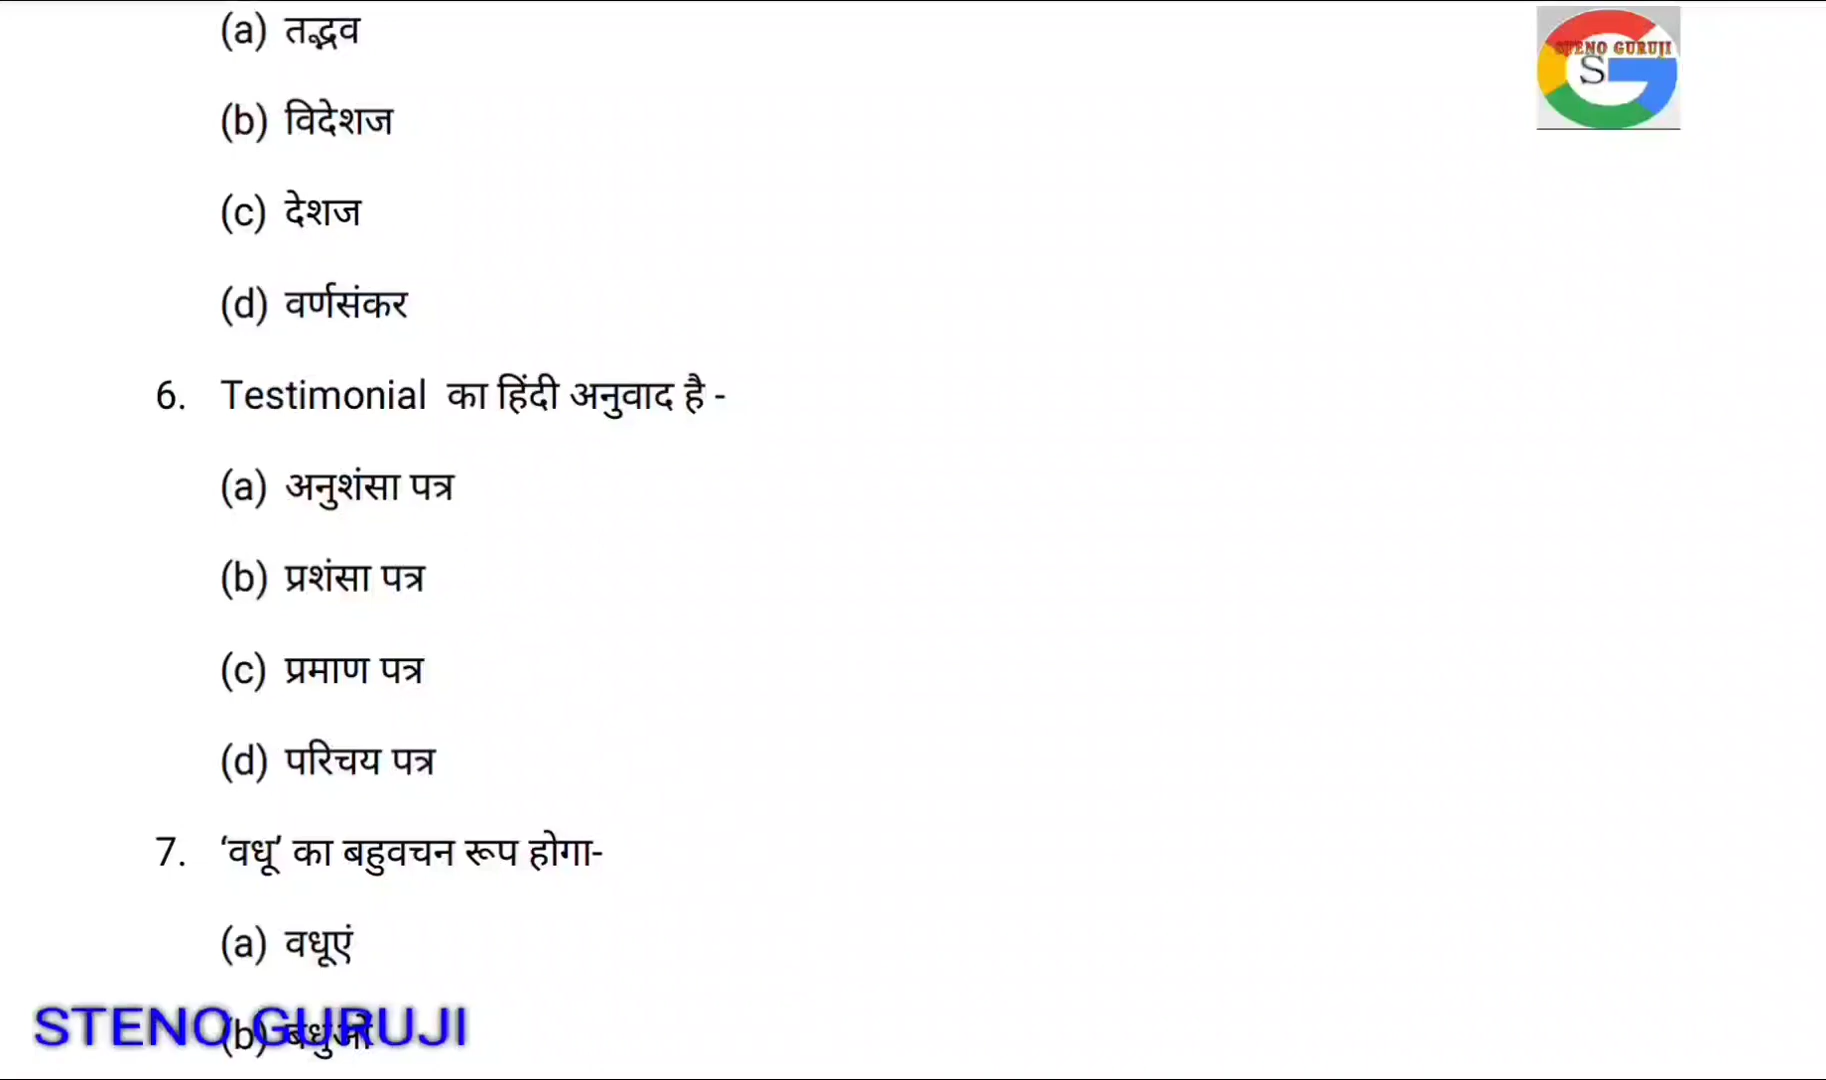 (a) तद्भव
STENO GURUJI
S
(b) विदेशज
(c) देशज
(d) वर्णसंकर
6. Testimonial का हिंदी अनुवाद है -
(a) अनुशंसा पत्र
(b) प्रशंसा पत्र
(c) प्रमाण पत्र
(d) परिचय पत्र
7. ‘वधू’ का बहुवचन रूप होगा-
(a) वधूएं
(b)
STENO GURUJI